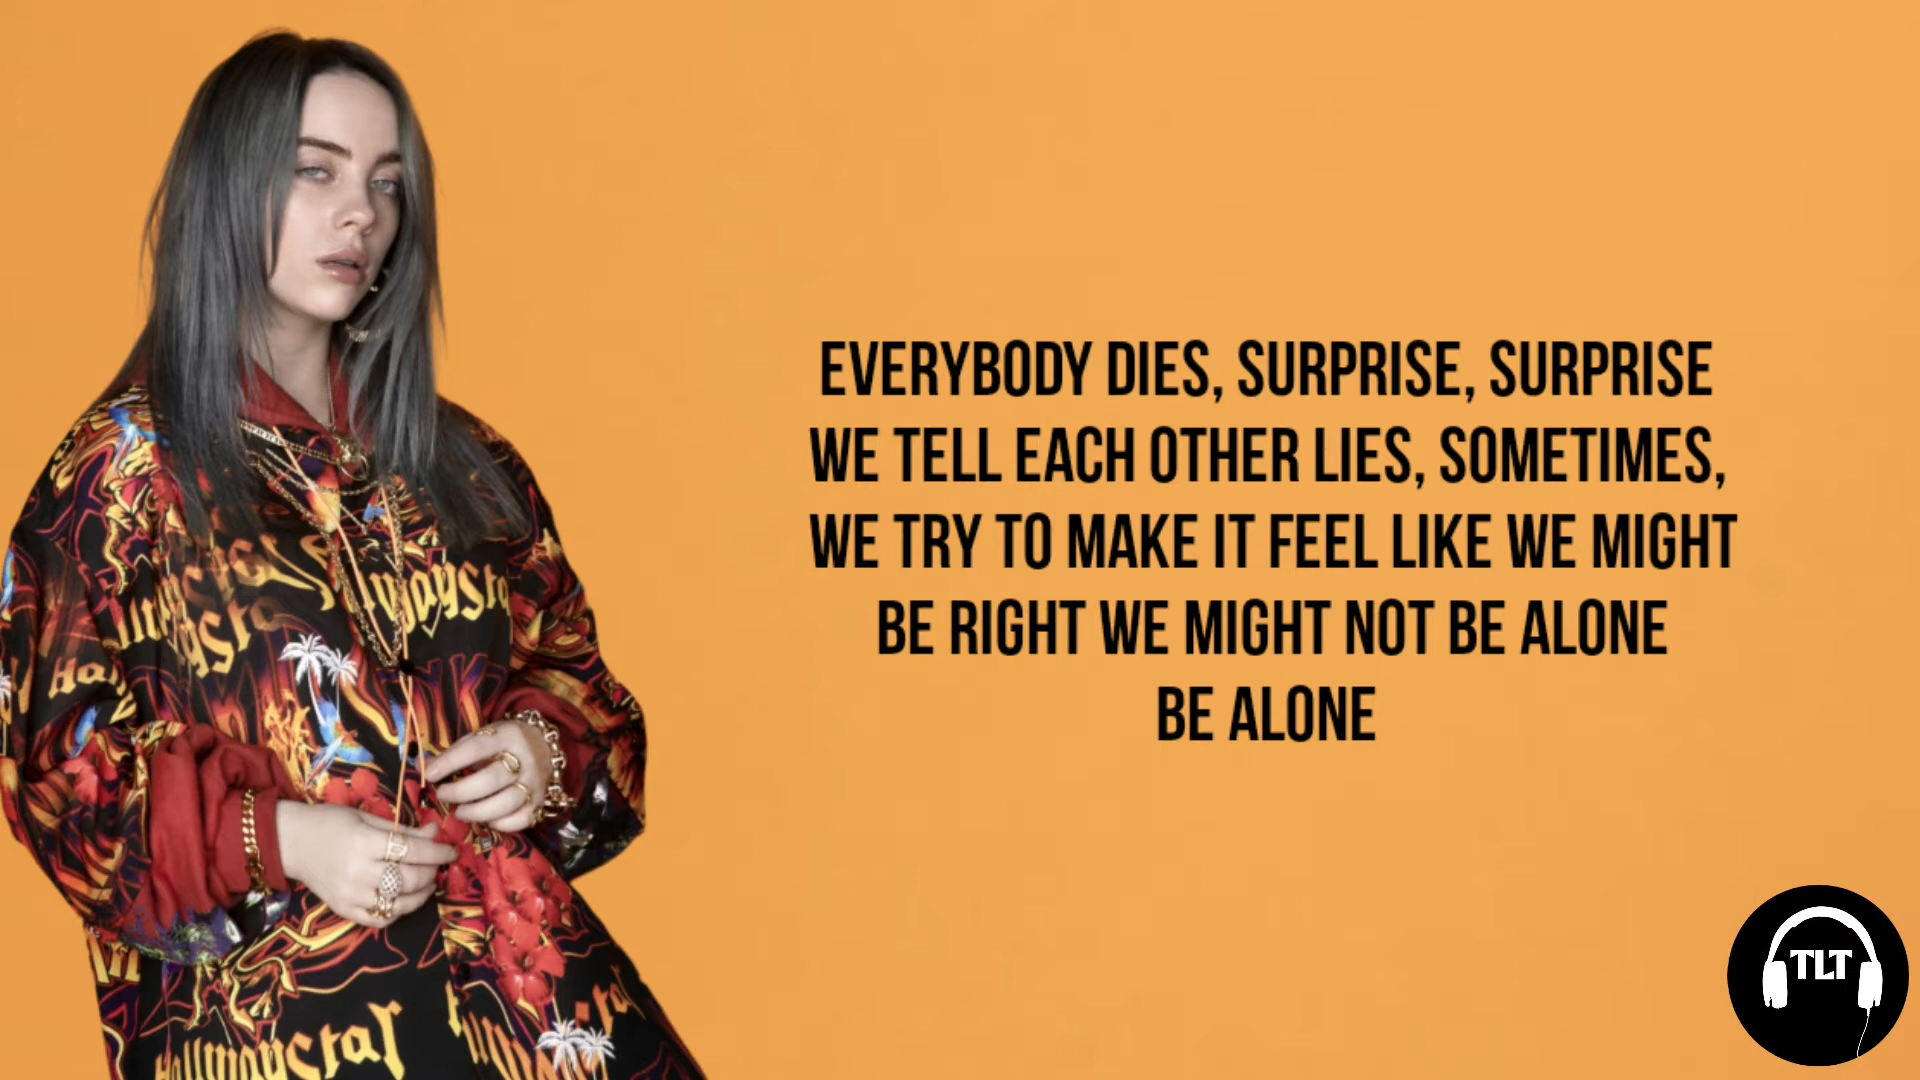 EVERYBODY DIES, SURPRISE, SURPRISE
WE TELL EACH OTHER LIES, SOMETIMES,
WE TRY TO MAKE IT FEEL LIKE WE MIGHT
BE RIGHT WE MIGHT NOT BE ALONE
BE ALONE
TLT
Hallwaystar